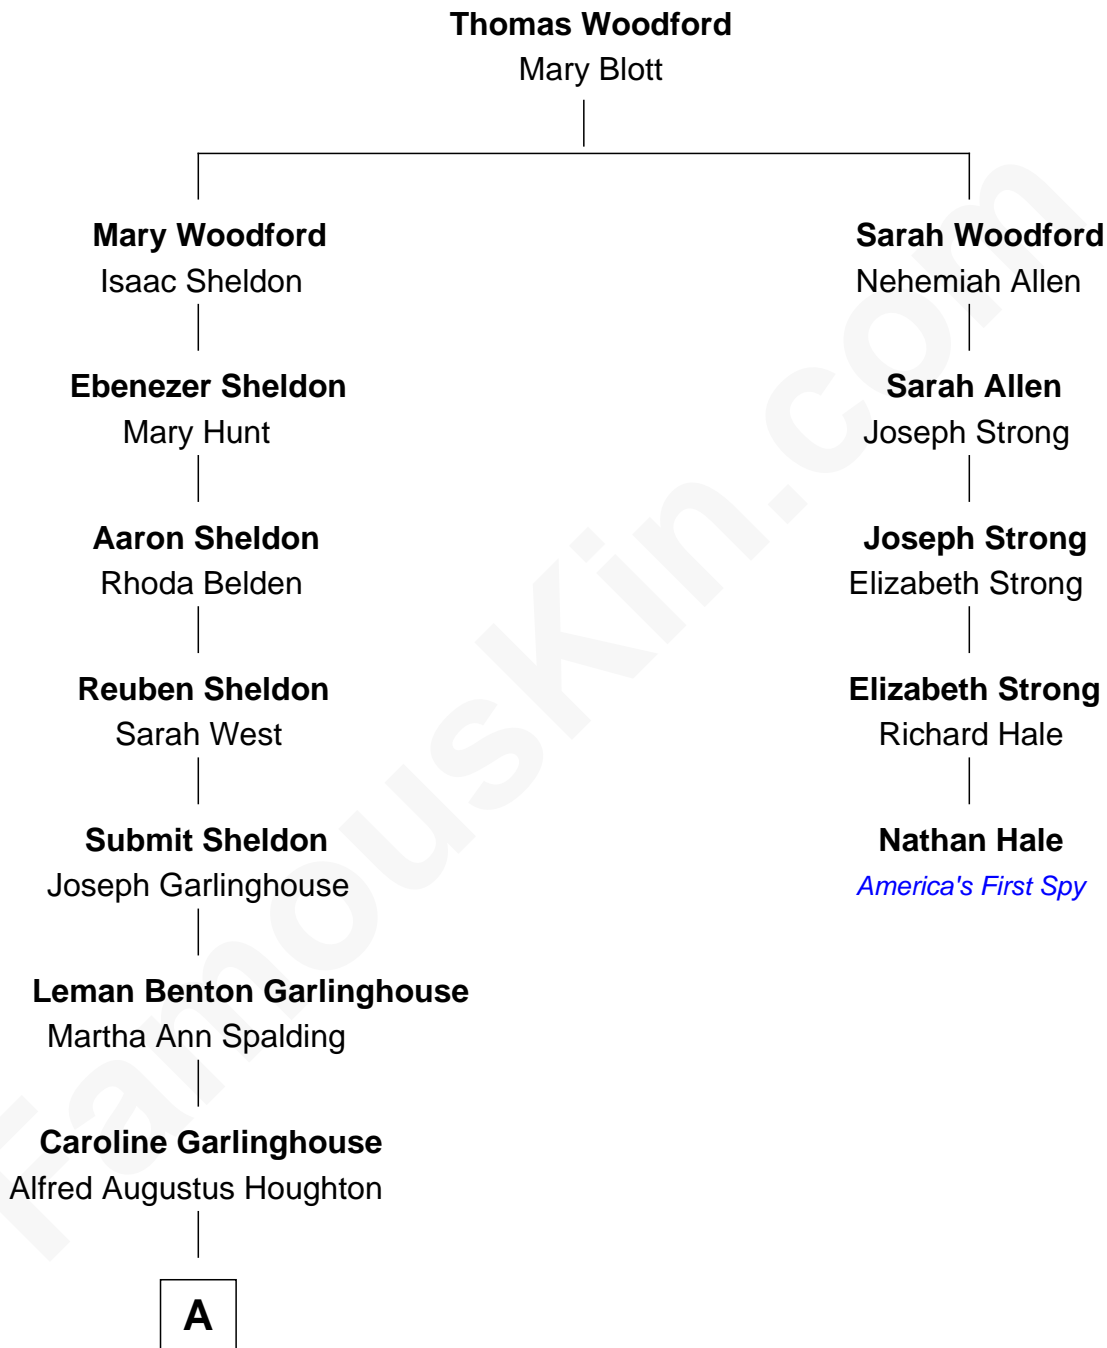 Thomas Woodford
Mary Blott
Mary Woodford
Isaac Sheldon
Ebenezer Sheldon
Mary Hunt
Aaron Sheldon
Rhoda Belden
Reuben Sheldon
Sarah West
Submit Sheldon
Joseph Garlinghouse
Leman Benton Garlinghouse
Martha Ann Spalding
Caroline Garlinghouse
Alfred Augustus Houghton
A
Sarah Woodford
Nehemiah Allen
Sarah Allen
Joseph Strong
Joseph Strong
Elizabeth Strong
Elizabeth Strong
Richard Hale
Nathan Hale
America's First Spy
FamousKin.com